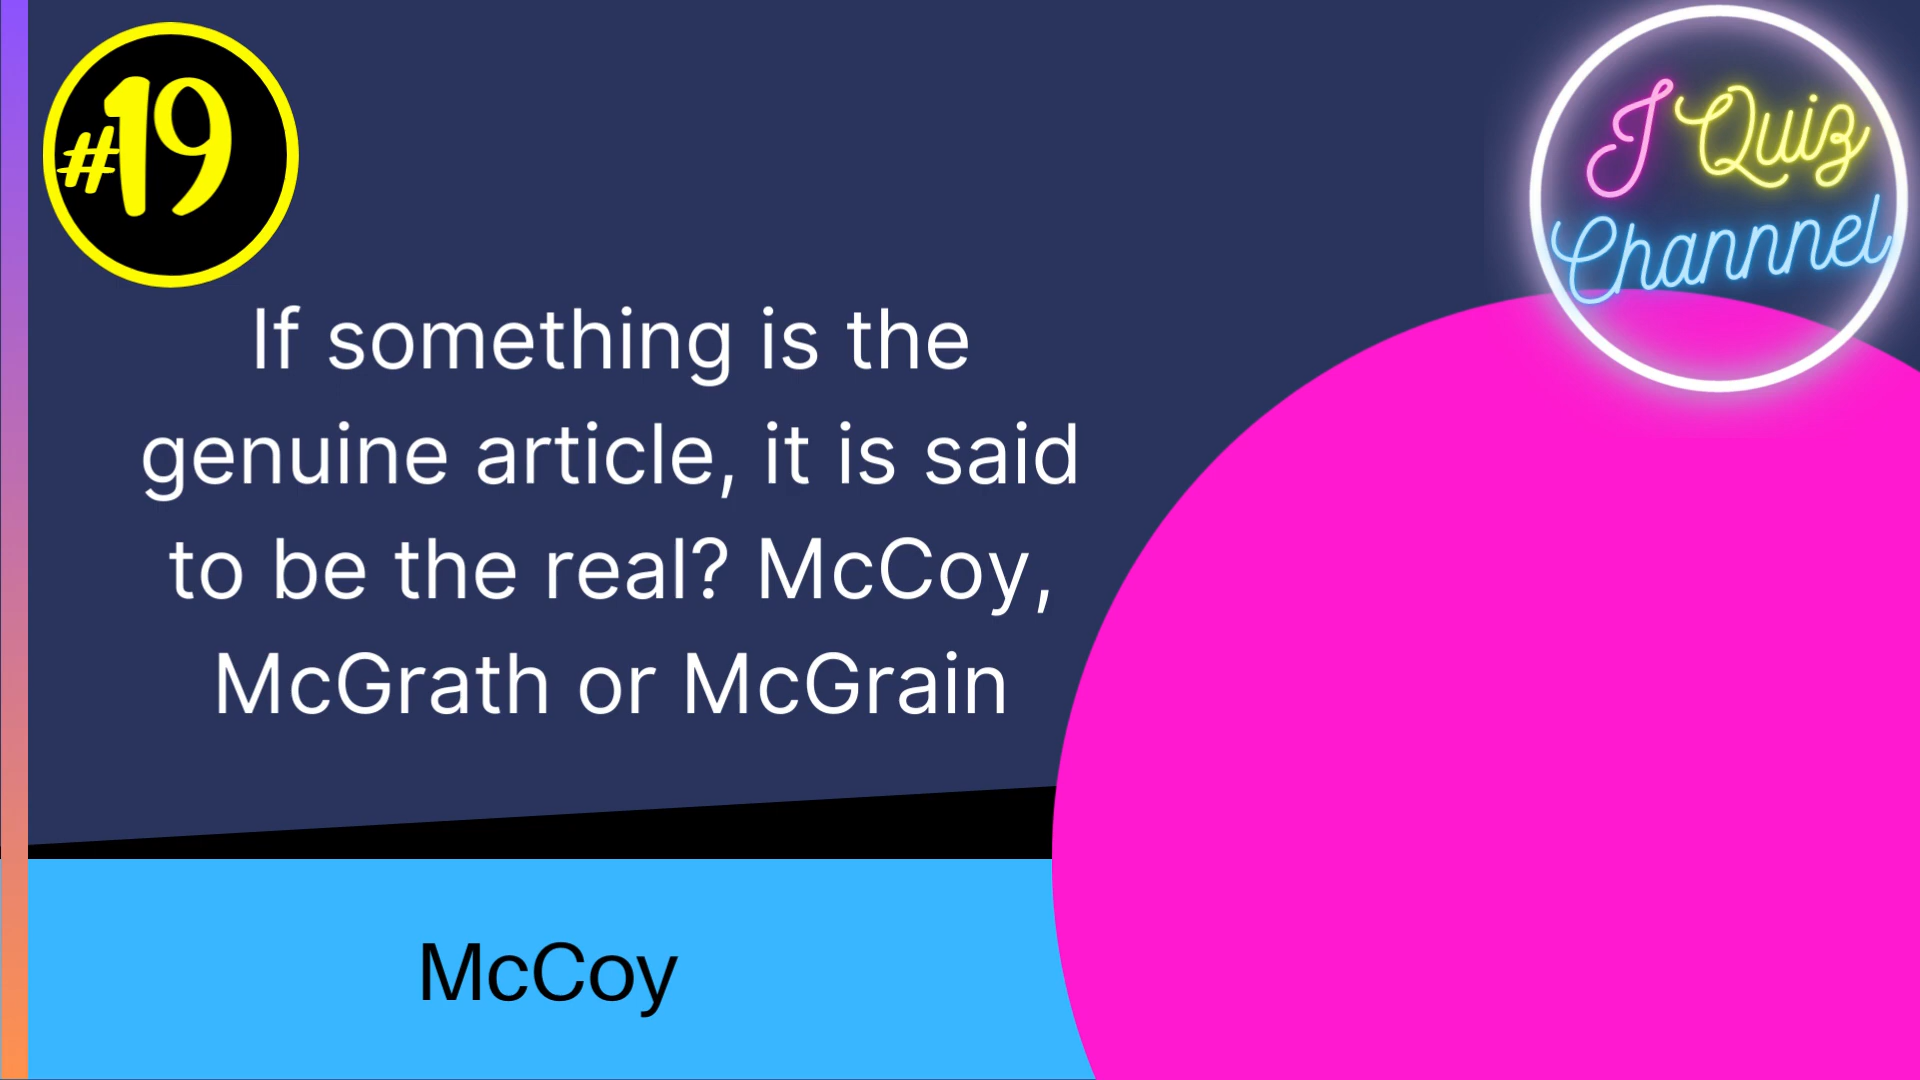 #19
J Quiz
Channnel
If something is the
genuine article, it is said
to be the real? McCoy,
McGrath or McGrain
McCoy